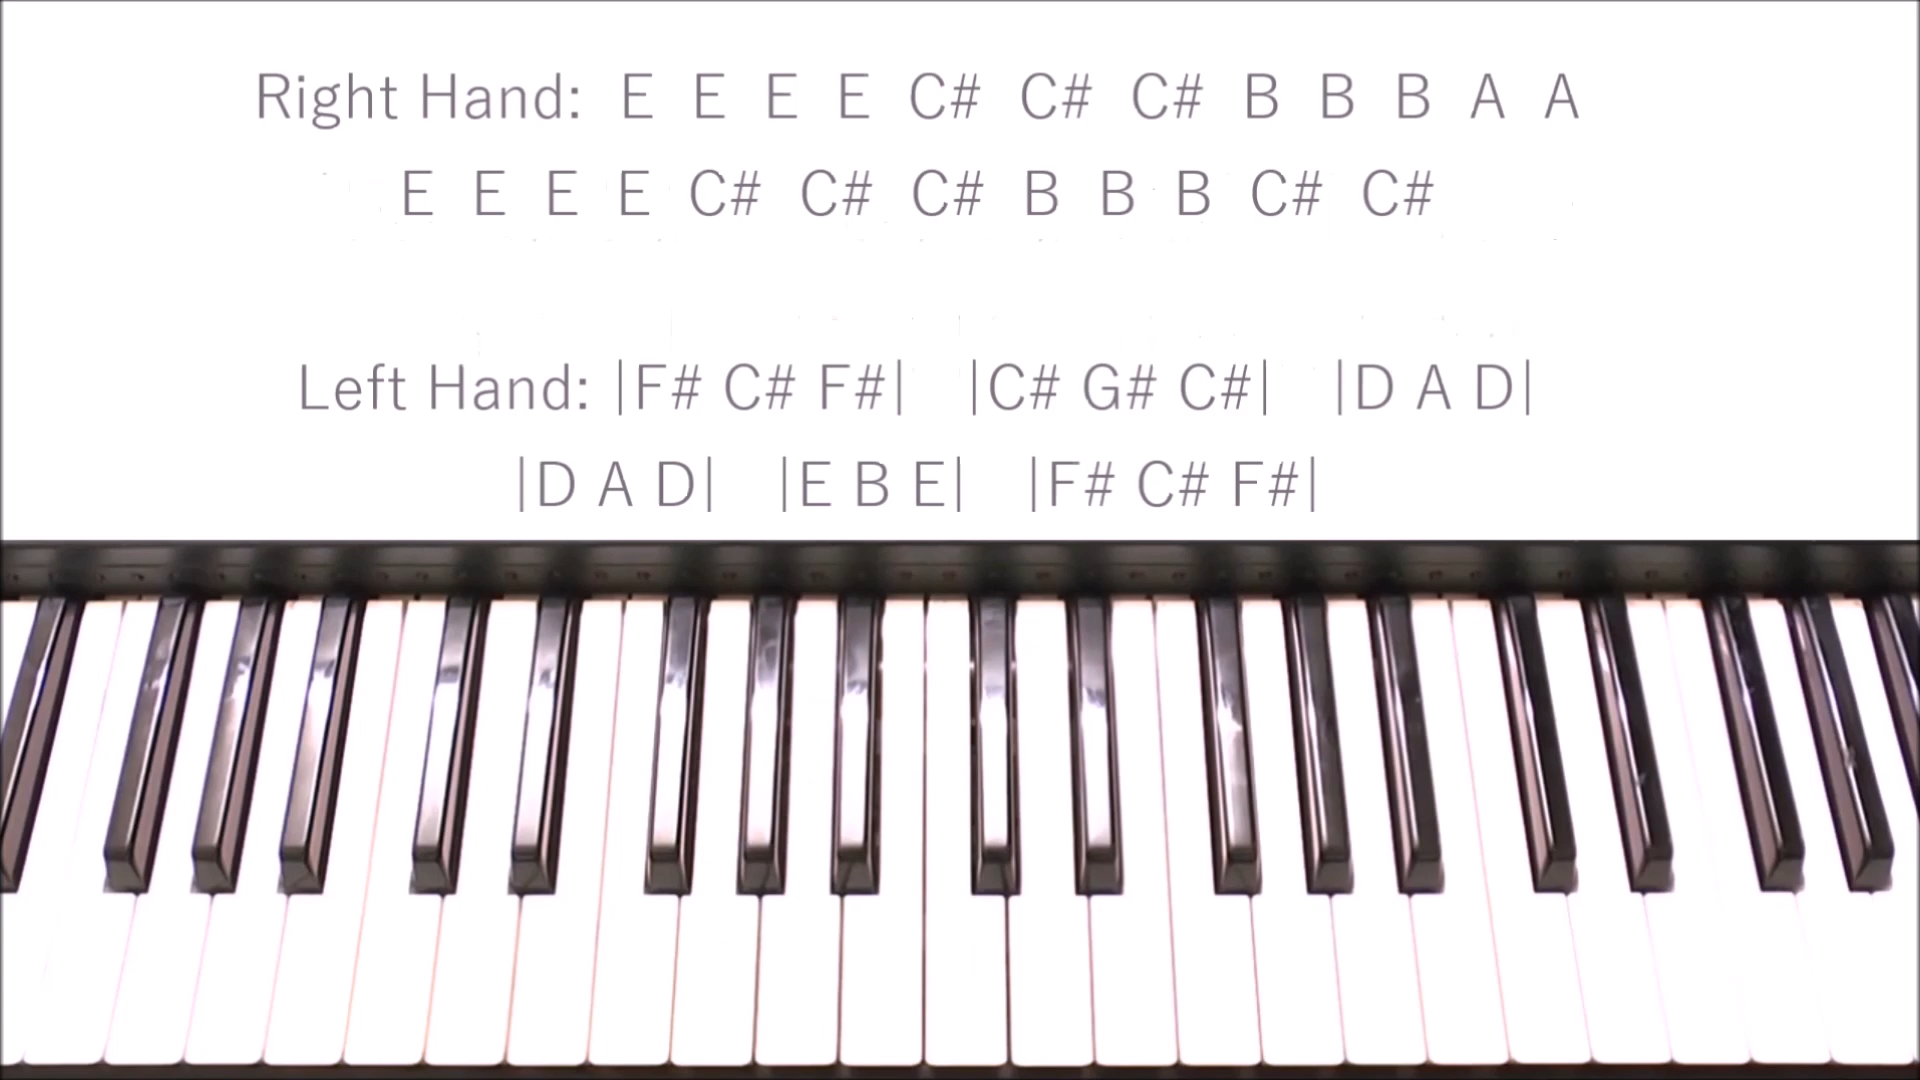 Right Hand: E E E E C# C# C# B B B A A
E E E E C# C# C# B B B C# C#
Left Hand: |F# C# F#| |C# G# C#| |D A D|
|D A D| |E B E| |F# C# F#|